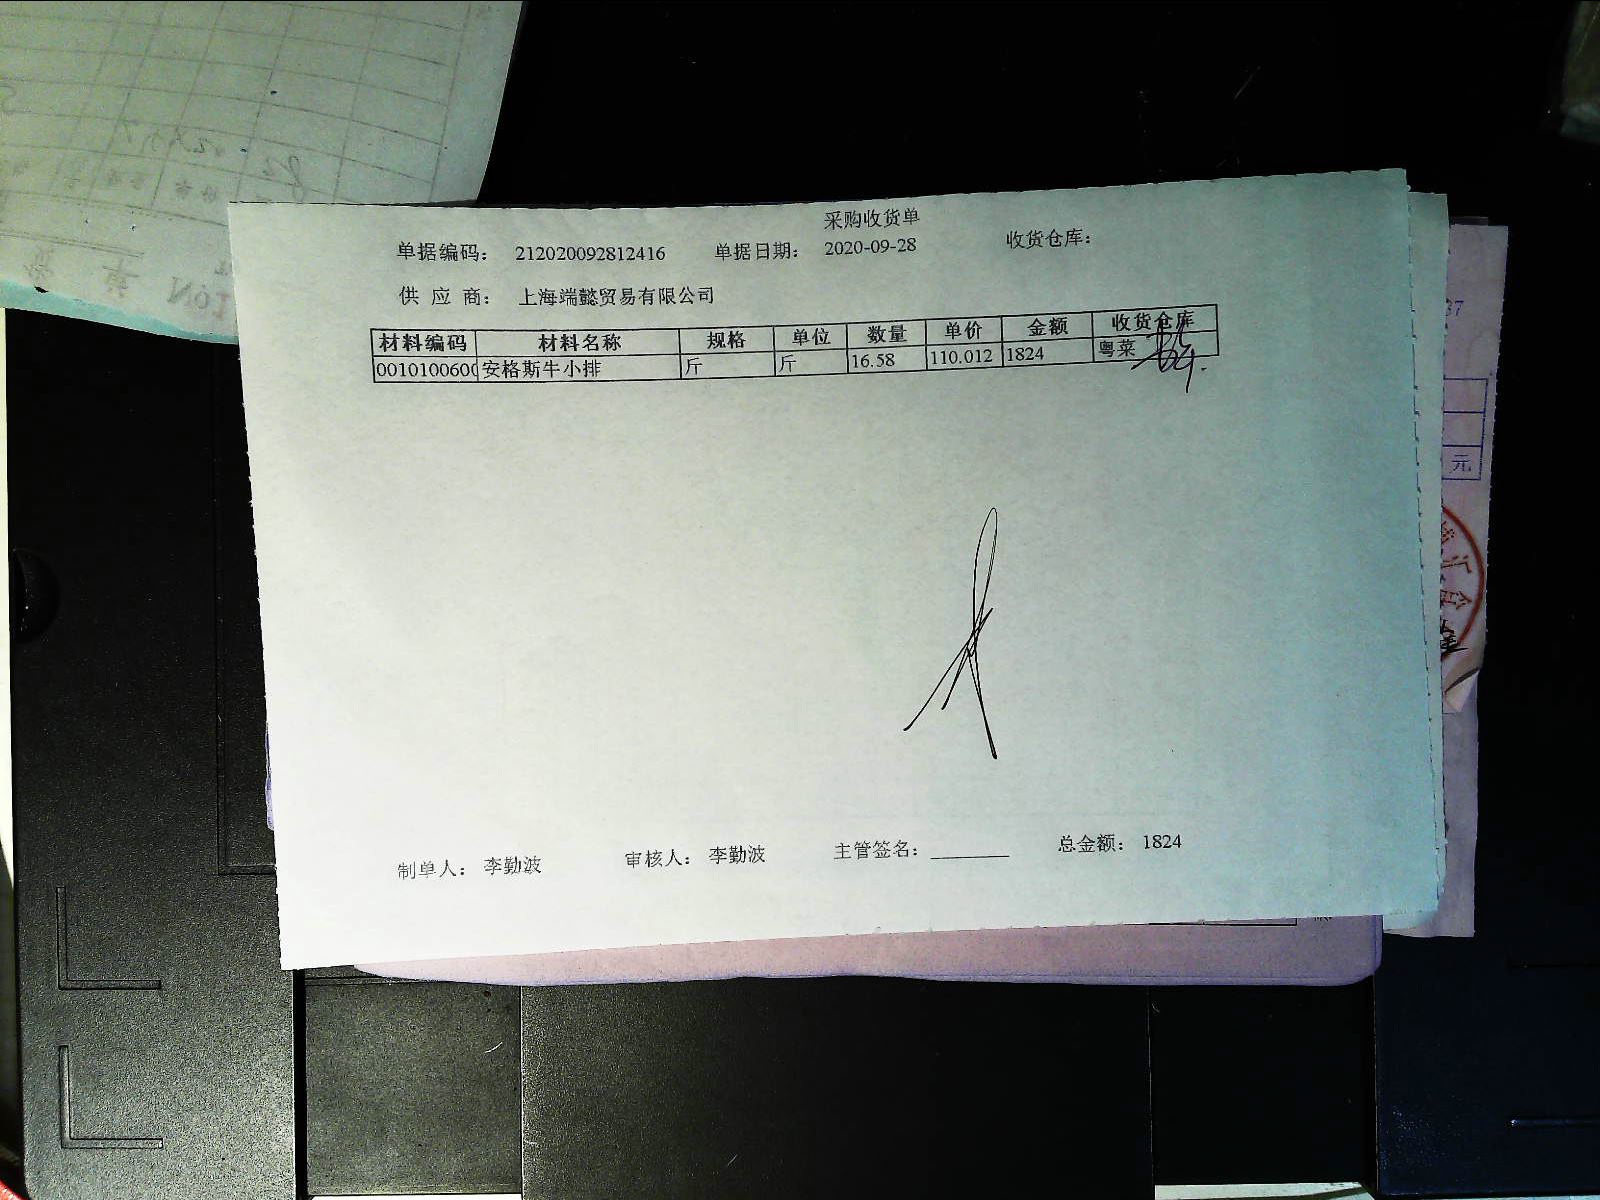 采购收货单
单据编码： 212020092812416 单据日期： 2020-09-28 收货仓库：
供 应 商： 上海端懿贸易有限公司
材料编码 材料名称 规格 单位 数量 单价 金额 收货仓库
0010100600 安格斯牛小排 斤 斤 16.58 110.012 1824 粤菜
制单人： 李勤波 审核人： 李勤波 主管签名：________ 总金额： 1824
37
元